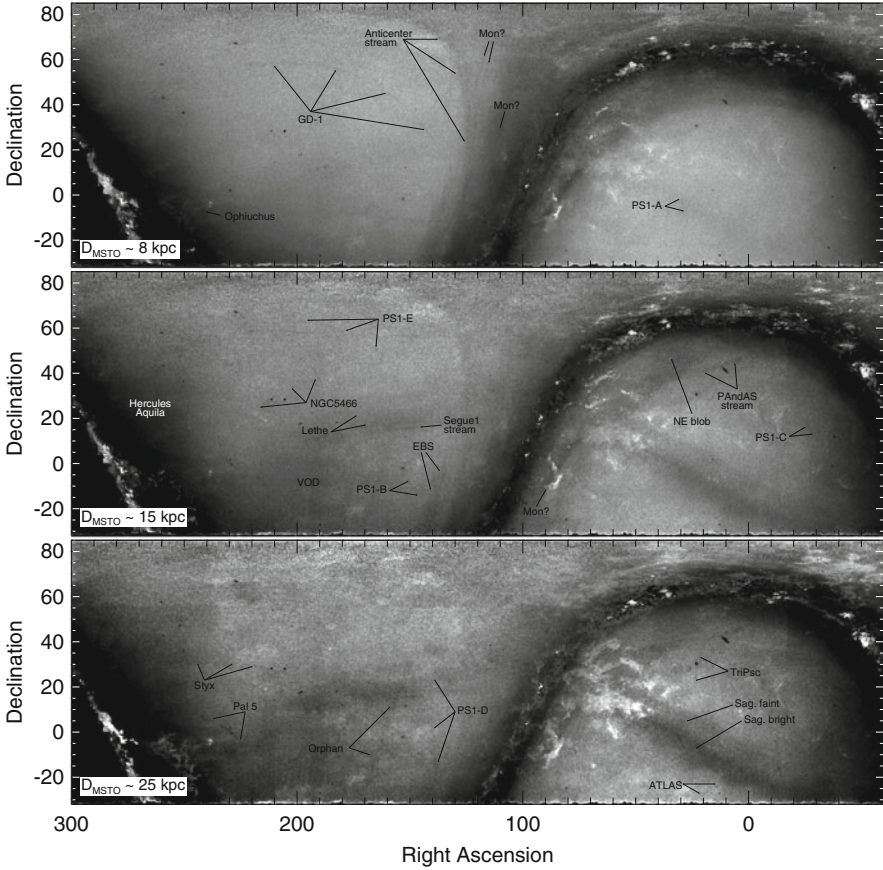 80
60
40
20
0
-20
Declination
Anticenter
stream
Mon?
Mon?
GD-1
PS1-A
Ophiuchus
D_MSTO ~ 8 kpc
80
60
40
20
0
-20
Declination
PS1-E
Hercules
Aquila
NGC5466
Lethe
Segue1
stream
EBS
VOD
PS1-B
Mon?
PAndAS
stream
NE blob
PS1-C
D_MSTO ~ 15 kpc
80
60
40
20
0
-20
Declination
Styx
Pal 5
Orphan
PS1-D
TriPsc
Sag. faint
Sag. bright
ATLAS
D_MSTO ~ 25 kpc
300
200
100
0
Right Ascension